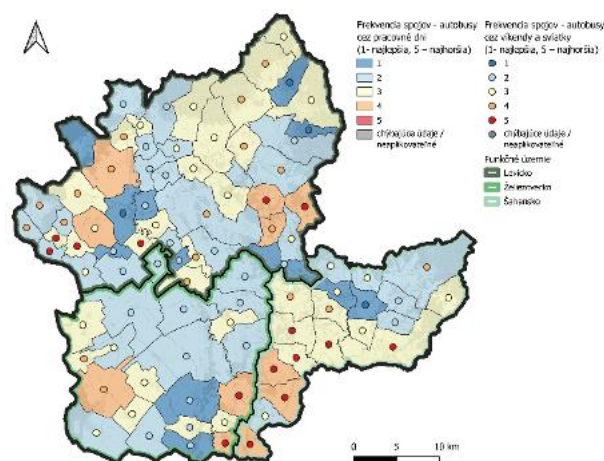 Frekvencia spojov - autobusy
cez pracovné dni
(1- najlepšia, 5 - najhoršia)
1
2
3
4
5
chýbajúce údaje /
neaplikovateľné
Frekvencia spojov - autobusy
cez víkendy a sviatky
(1- najlepšia, 5 – najhoršia)
1
2
3
4
5
chýbajúce údaje /
neaplikovateľné
Funkčné územie
Levicko
Želiezovecko
Šahansko
0
5
10 km